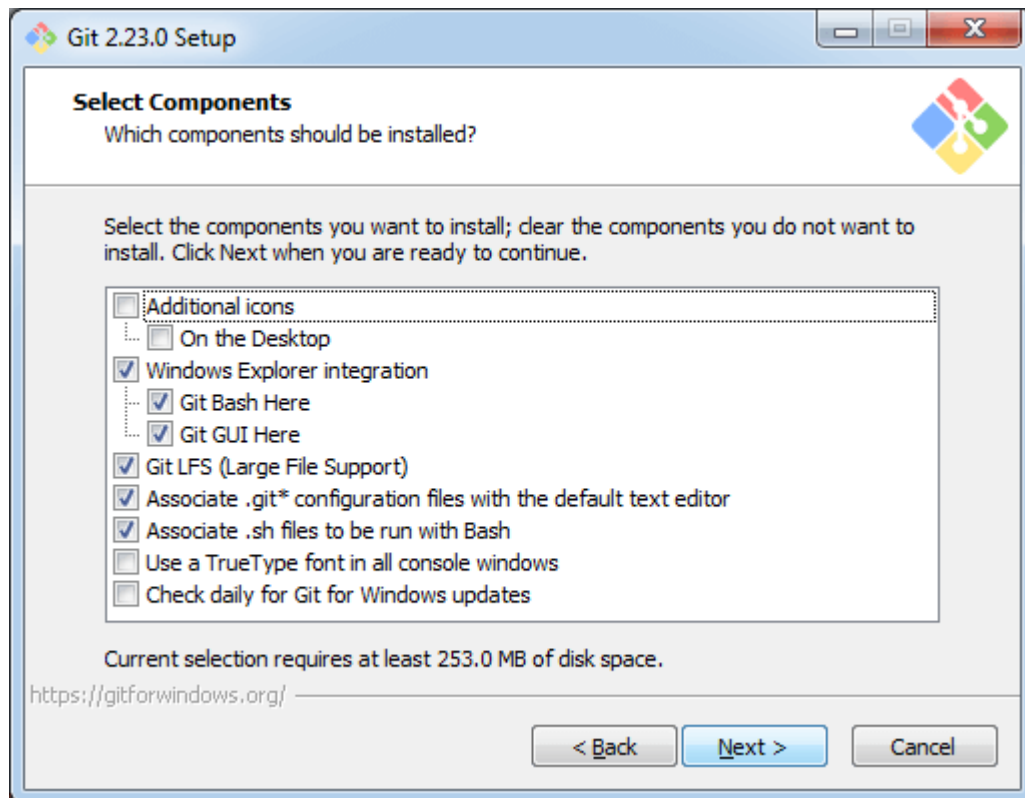 Git 2.23.0 Setup
Select Components
Which components should be installed?
Select the components you want to install; clear the components you do not want to
install. Click Next when you are ready to continue.
Additional icons
On the Desktop
Windows Explorer integration
Git Bash Here
Git GUI Here
Git LFS (Large File Support)
Associate .git* configuration files with the default text editor
Associate .sh files to be run with Bash
Use a TrueType font in all console windows
Check daily for Git for Windows updates
Current selection requires at least 253.0 MB of disk space.
https://gitforwindows.org/
< Back
Next >
Cancel